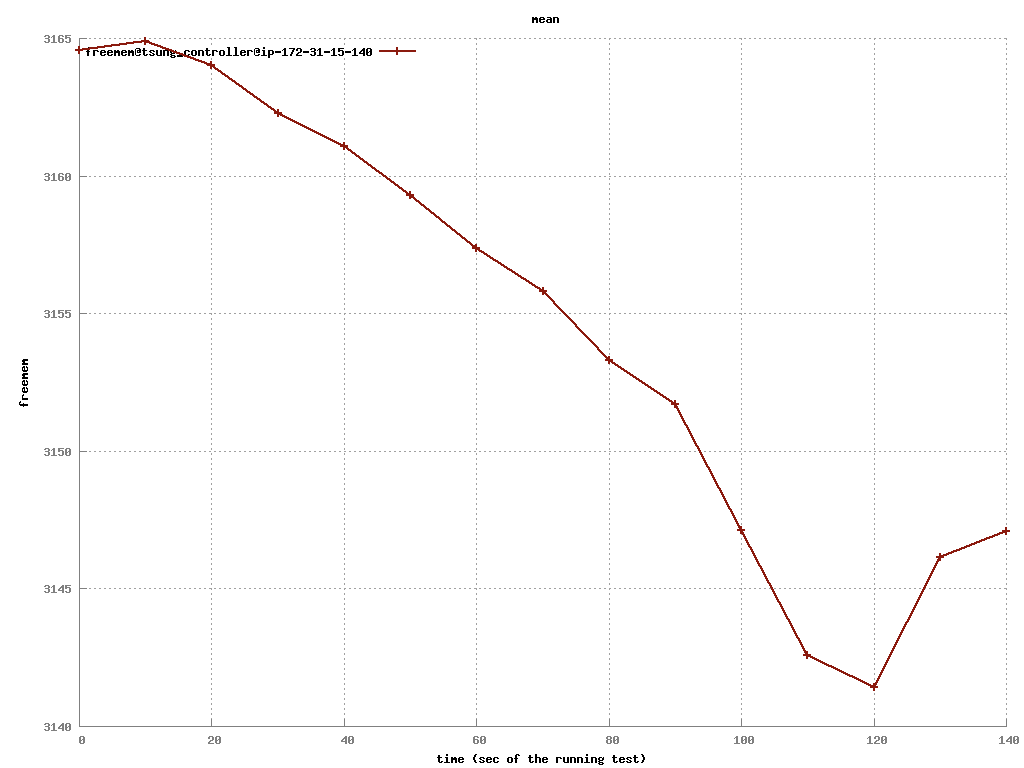 mean
3165
freemem@tsung_controller@ip-172-31-15-140
3160
3155
3150
3145
3140
freemem
0 20 40 60 80 100 120 140
time (sec of the running test)